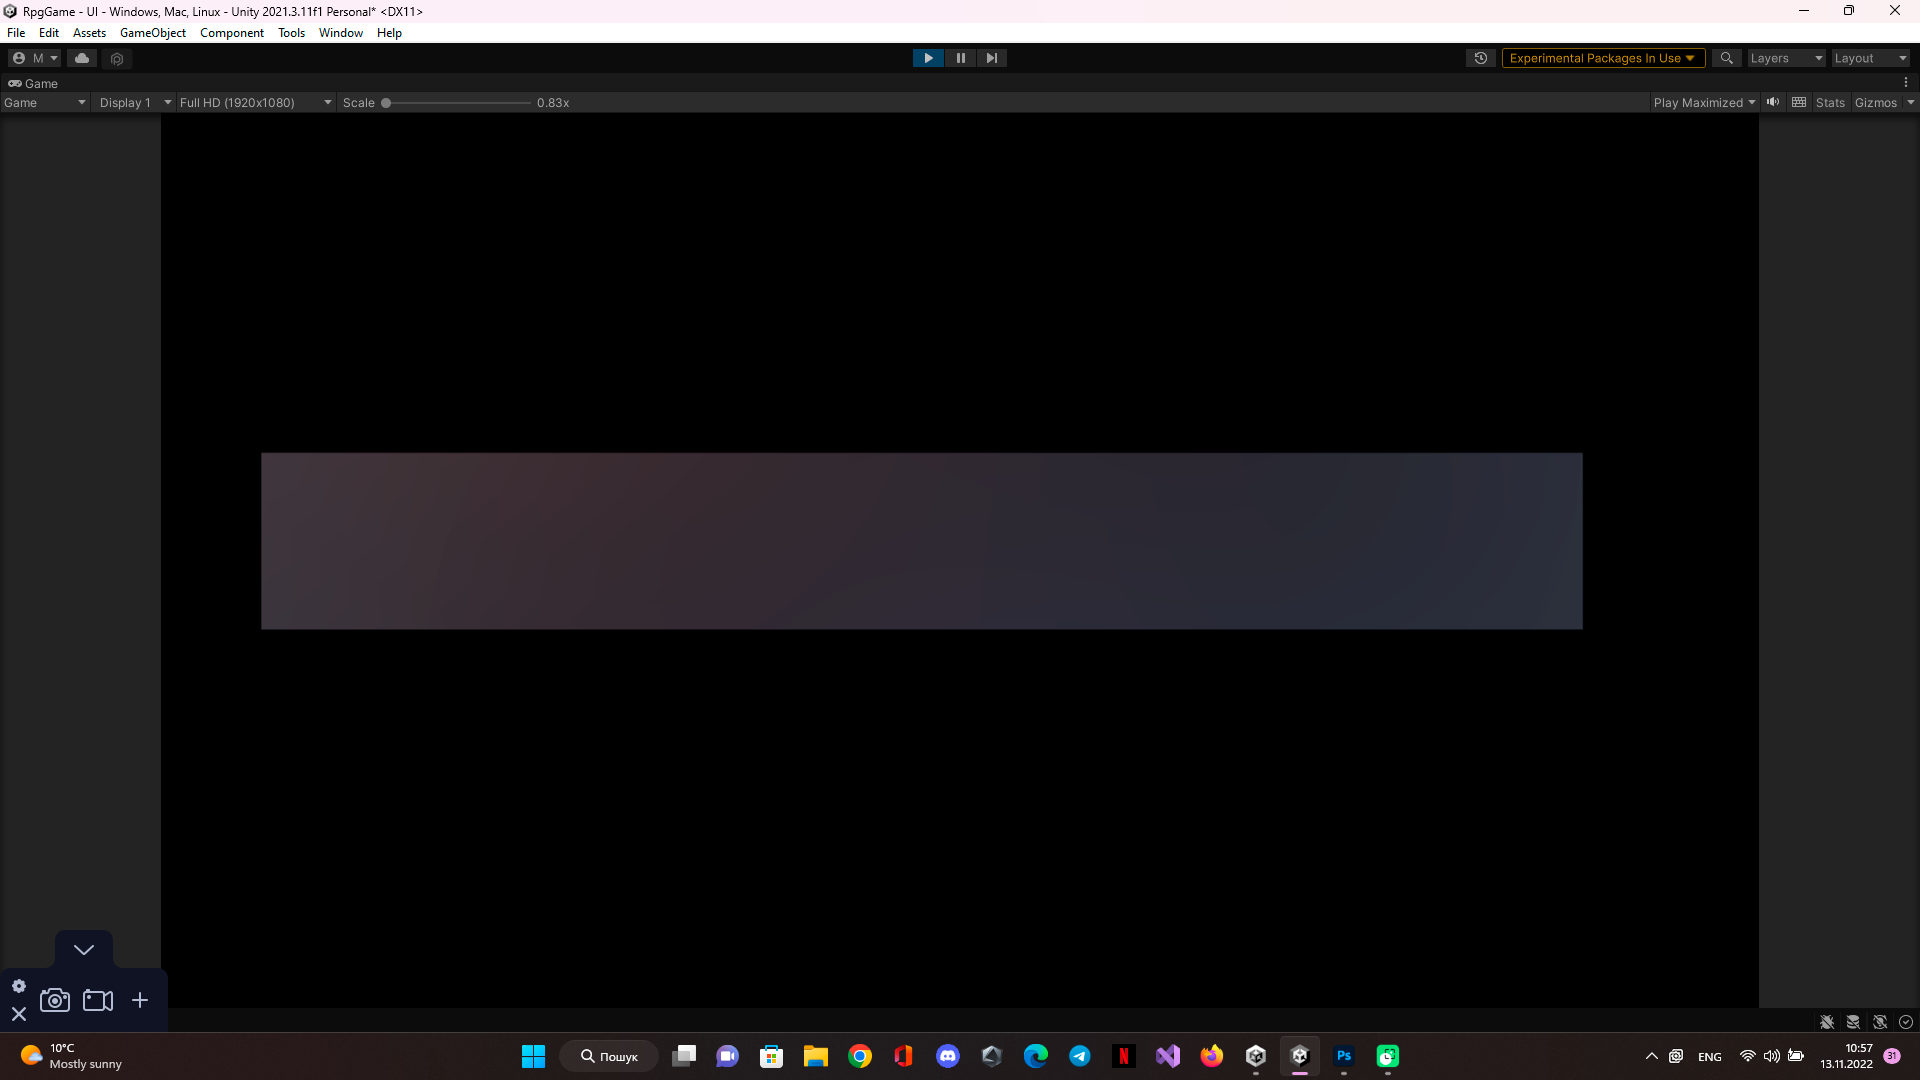 RpgGame - UI - Windows, Mac, Linux - Unity 2021.3.11f1 Personal* <DX11>
File Edit Assets GameObject Component Tools Window Help
M Experimental Packages In Use Layers Layout
Game
Game Display 1 Full HD (1920x1080) Scale 0.83x Play Maximized Stats Gizmos
10°C
Mostly sunny
Пошук
Ps
N
ENG
10:57
13.11.2022
31